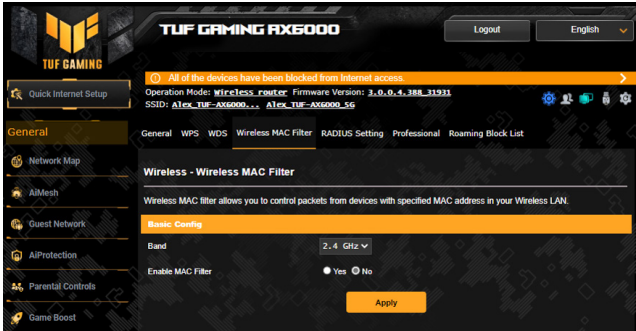 TUF GAMING AX6000
Logout
English
TUF GAMING
All of the devices have been blocked from Internet access.
Quick Internet Setup
Operation Mode: Wireless router Firmware Version: 3.0.0.4.388_31931
SSID: Alex_TUF-AX6000... Alex_TUF-AX6000_5G
General
General WPS WDS Wireless MAC Filter RADIUS Setting Professional Roaming Block List
Network Map
AiMesh
Guest Network
AiProtection
Parental Controls
Game Boost
Wireless - Wireless MAC Filter
Wireless MAC filter allows you to control packets from devices with specified MAC address in your Wireless LAN.
Basic Config
Band 2.4 GHz
Enable MAC Filter Yes No
Apply